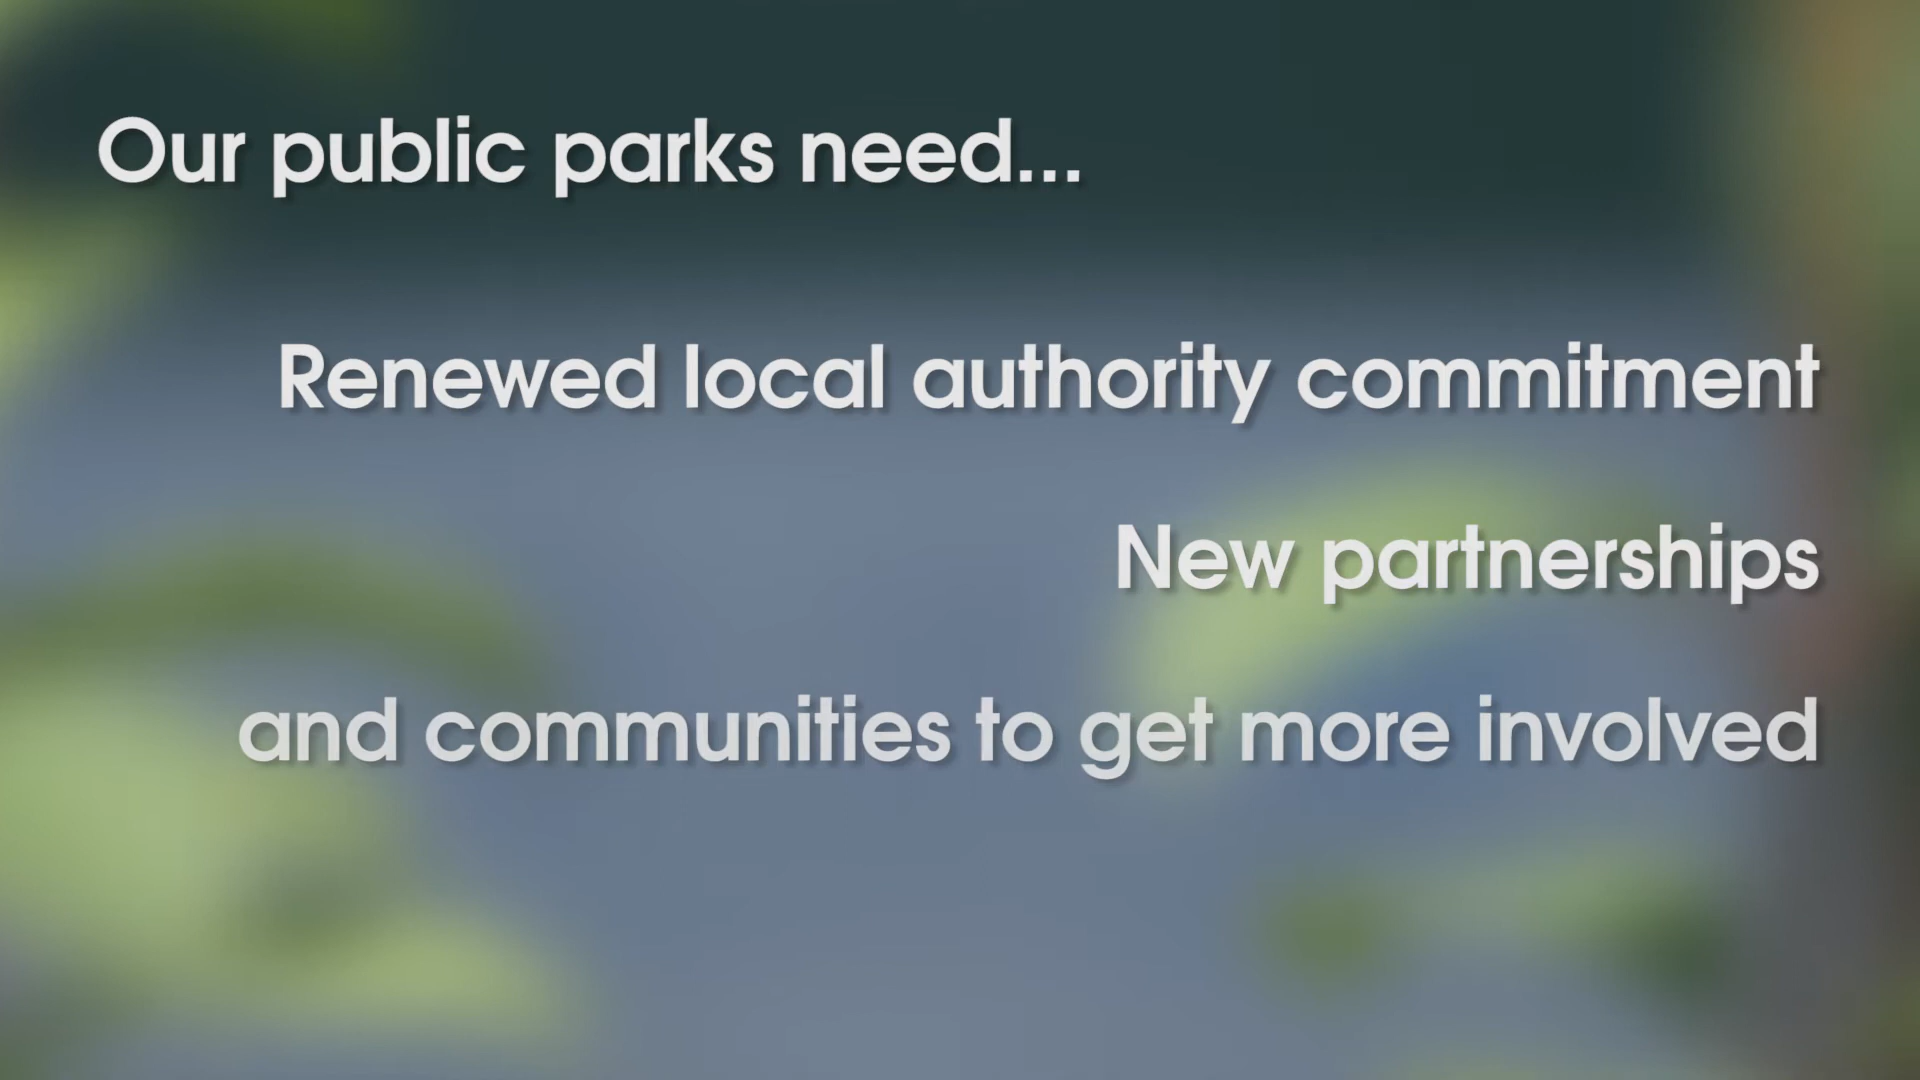 Our public parks need...
Renewed local authority commitment
New partnerships
and communities to get more involved